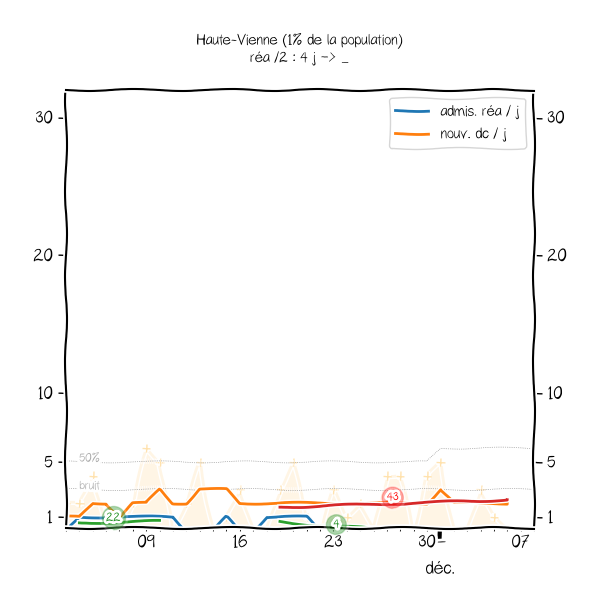 Haute-Vienne (1% de la population)
réa /2 : 4 j -> _
admis. réa / j
nouv. dc / j
30 30
20 20
10 10
5 50% 5
bruit
1 22 4 43 1
09 16 23 30 07
déc.